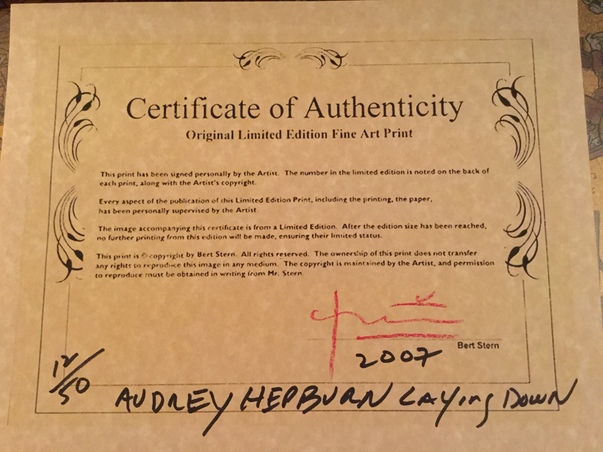 Certificate of Authenticity
Original Limited Edition Fine Art Print
This print has been signed personally by the Artist. The number in the limited edition is noted on the back of
each print, along with the Artist's copyright.
Every aspect of the publication of this Limited Edition Print, including the printing, the paper,
has been personally supervised by the Artist.
The image accompanying this certificate is from a Limited Edition. After the edition size has been reached,
no further printing from this edition will be made, ensuring their limited status.
This print is © copyright by Bert Stern. All rights reserved. The ownership of this print does not transfer
any rights to reproduce this image in any medium. The copyright is maintained by the Artist, and permission
to reproduce must be obtained in writing from Mr. Stern.
Bert Stern
2007
12/50
AUDREY HEPBURN LAYing DOWN